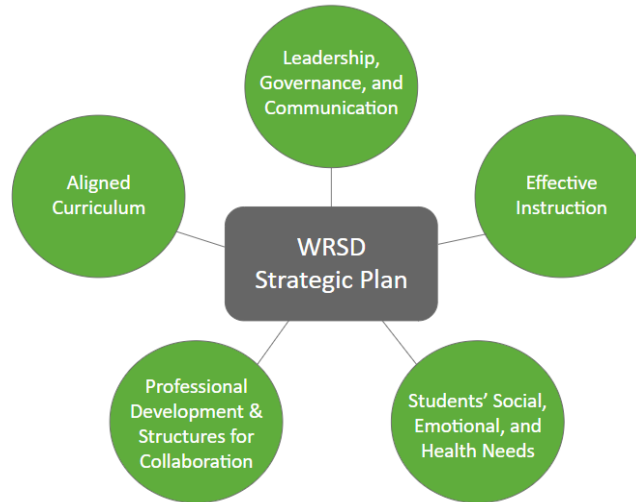 Leadership,
Governance, and
Communication
Aligned
Curriculum
Effective
Instruction
WRSD
Strategic Plan
Professional
Development &
Structures for
Collaboration
Students’ Social,
Emotional, and
Health Needs